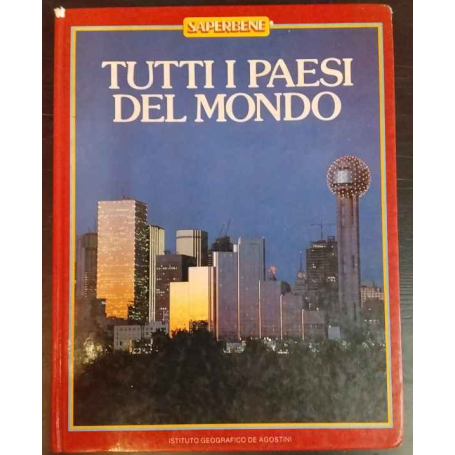 SAPERBENE
TUTTI I PAESI
DEL MONDO
ISTITUTO GEOGRAFICO DE AGOSTINI